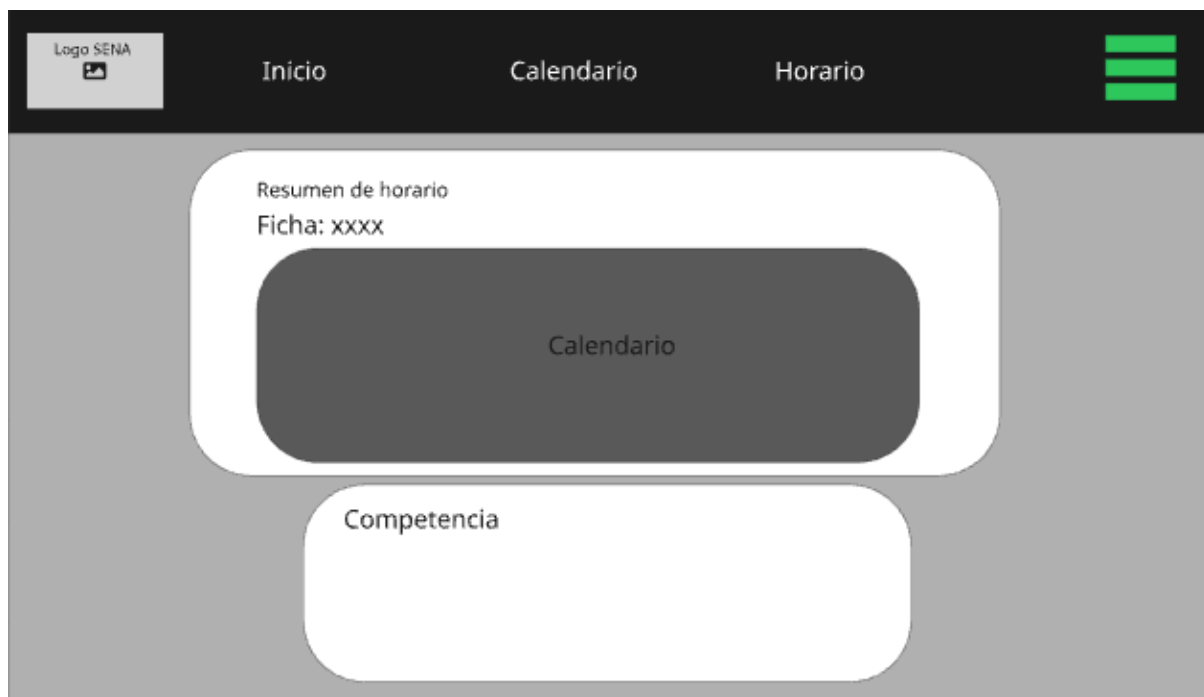 Logo SENA
Inicio Calendario Horario
Resumen de horario
Ficha: xxxx
Calendario
Competencia